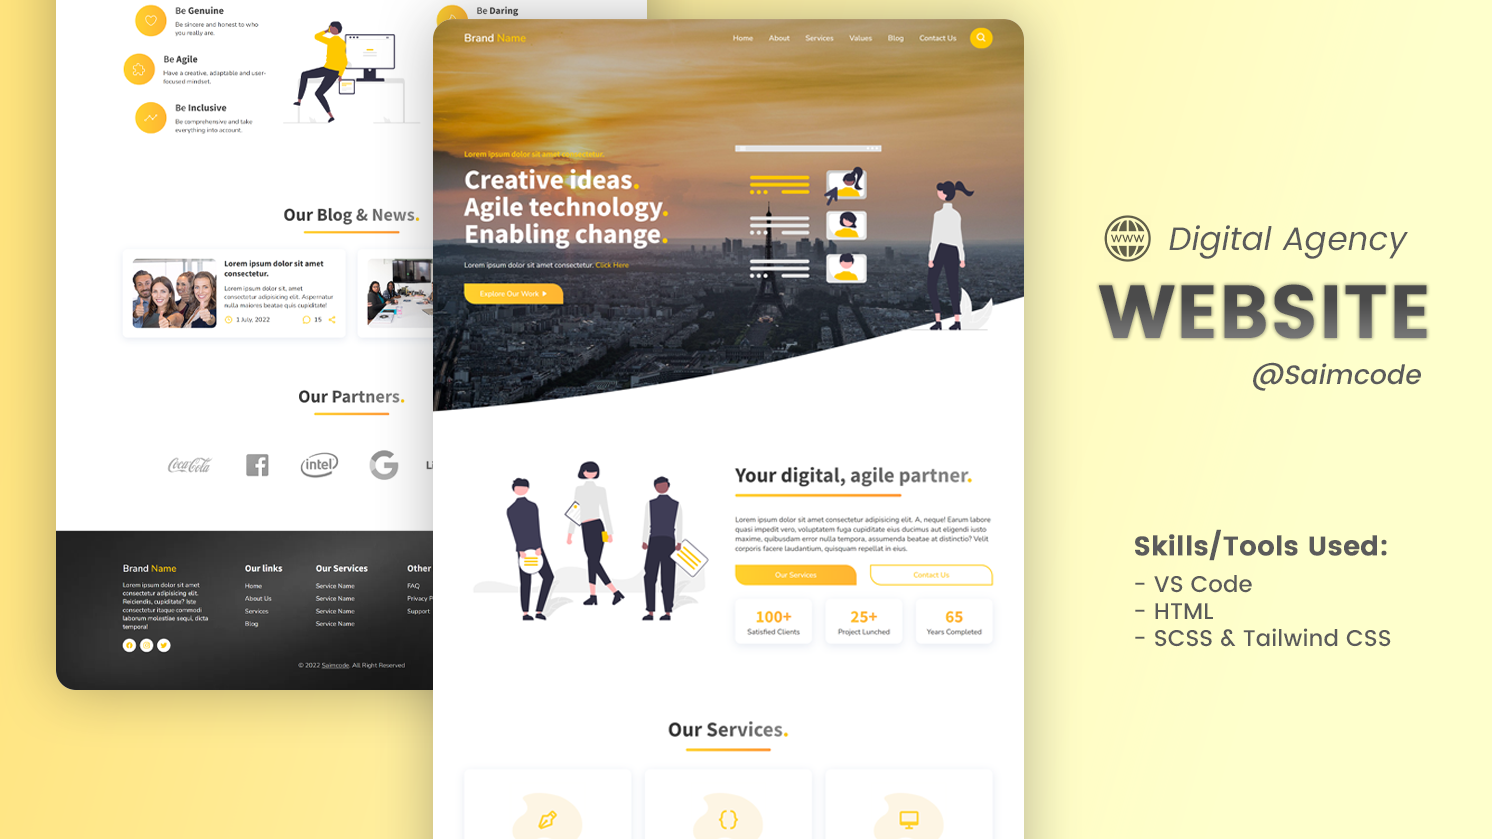 Be Genuine
Be sincere and honest to who
you really are.
Be Daring
Be Agile
Have a creative, adaptable and user-
focused mindset.
Be Inclusive
Be comprehensive and take
everything into account.
Our Blog & News.
Lorem ipsum dolor sit amet
consectetur.
Lorem ipsum dolor sit, amet
consectetur adipisicing elit. Aspernatur
nulla maiores beatae quis cupiditate!
1 July, 2022
15
Our Partners.
Coca-Cola
intel
G
Li
Brand Name
Lorem ipsum dolor sit amet
consectetur adipisicing elit.
Reiciendis, cupiditate? Iste
consectetur itaque commodi
laborum molestiae sequi, dicta
tempora!
Our links
Home
About Us
Services
Blog
Our Services
Service Name
Service Name
Service Name
Service Name
Other
FAQ
Privacy P
Support
© 2022 Saimcode. All Right Reserved
Brand Name
Home About Services Values Blog Contact Us
Lorem ipsum dolor sit amet consectetur.
Creative ideas.
Agile technology.
Enabling change.
Lorem ipsum dolor sit amet consectetur. Click Here
Explore Our Work
Your digital, agile partner.
Lorem ipsum dolor sit amet consectetur adipisicing elit. A, neque! Earum labore
quasi impedit vero, voluptatem fuga cupiditate eius ducimus aut eligendi iusto
maxime, quibusdam error nulla tempora, assumenda beatae at distinctio? Velit
corporis facere laudantium, quisquam repellat in eius.
Our Services
Contact Us
100+
Satisfied Clients
25+
Project Lunched
65
Years Completed
Our Services.
WWW
Digital Agency
WEBSITE
@Saimcode
Skills/Tools Used:
- VS Code
- HTML
- SCSS & Tailwind CSS